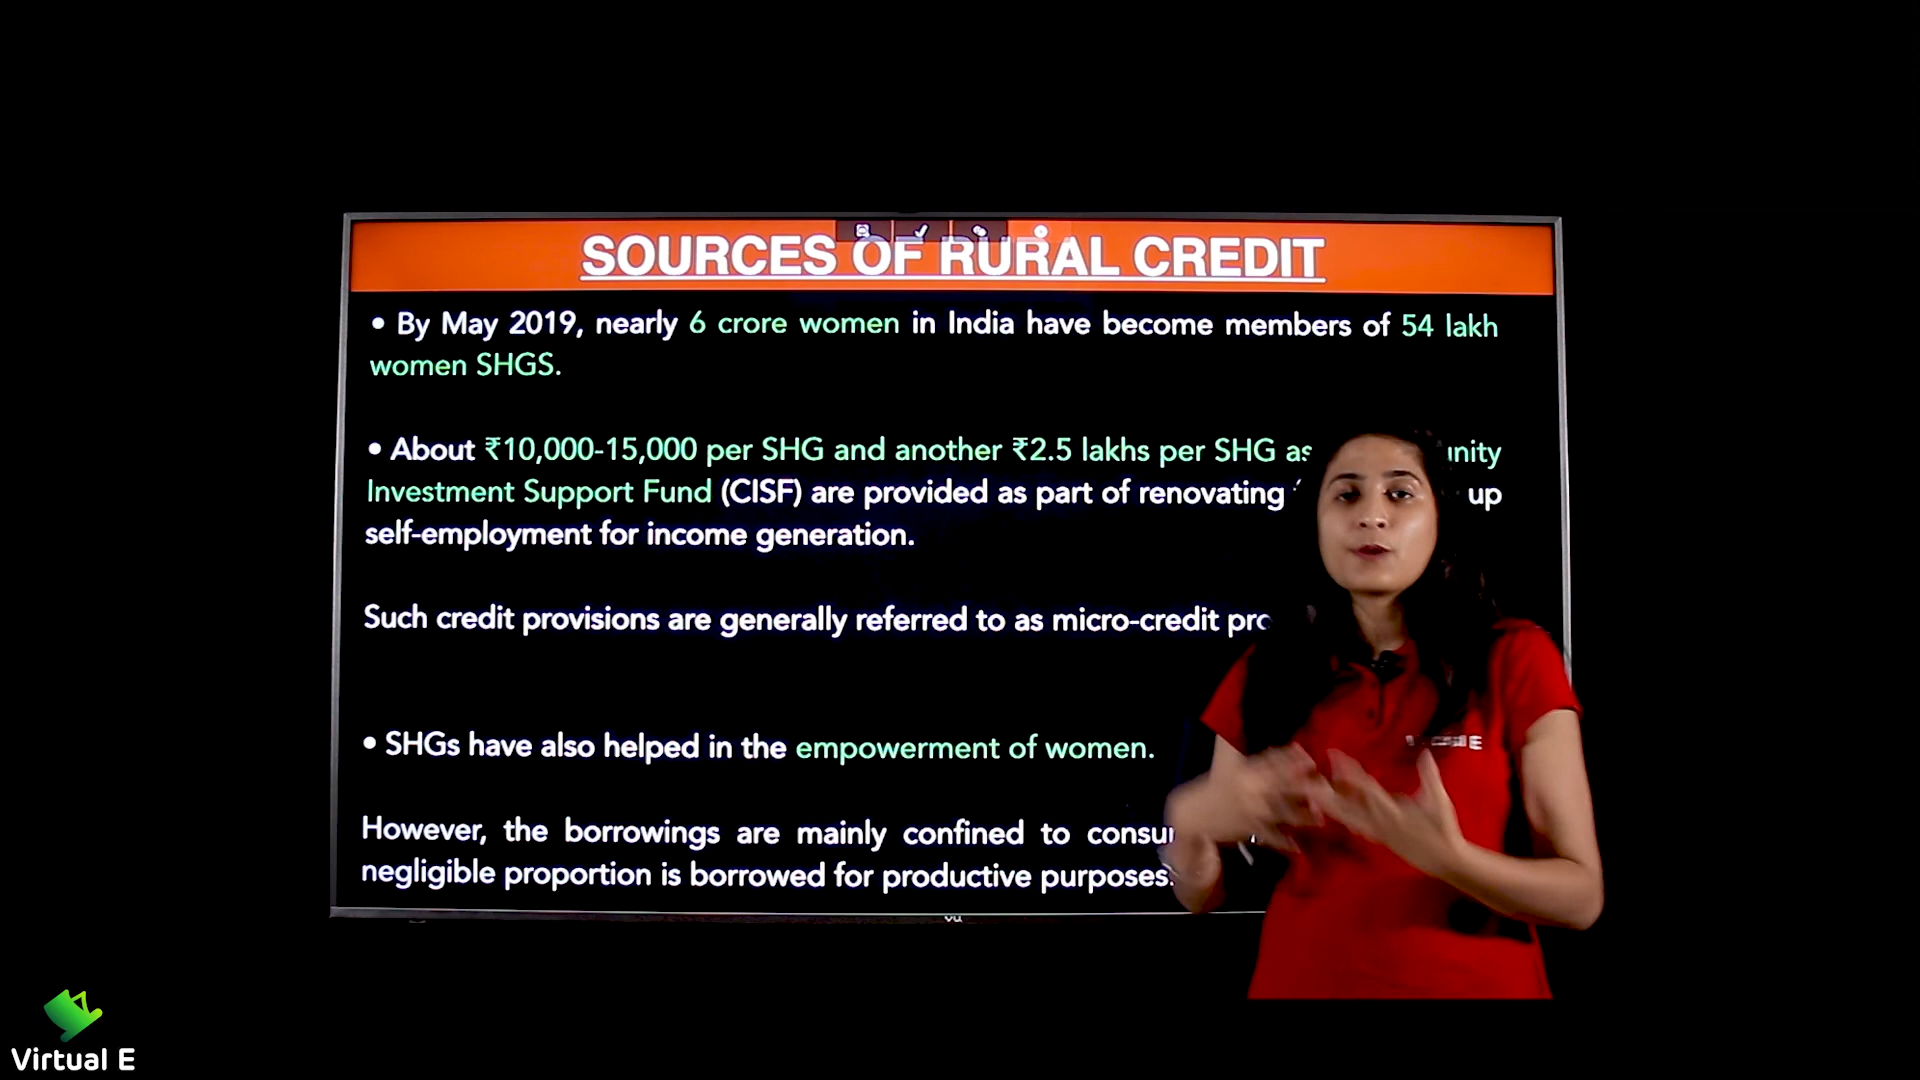 SOURCES OF RURAL CREDIT
• By May 2019, nearly 6 crore women in India have become members of 54 lakh
women SHGS.
• About ₹10,000-15,000 per SHG and another ₹2.5 lakhs per SHG as
Investment Support Fund (CISF) are provided as part of renovating up
self-employment for income generation.
Such credit provisions are generally referred to as micro-credit
• SHGs have also helped in the empowerment of women.
However, the borrowings are mainly confined to
negligible proportion is borrowed for productive purposes.
vu
Virtual E